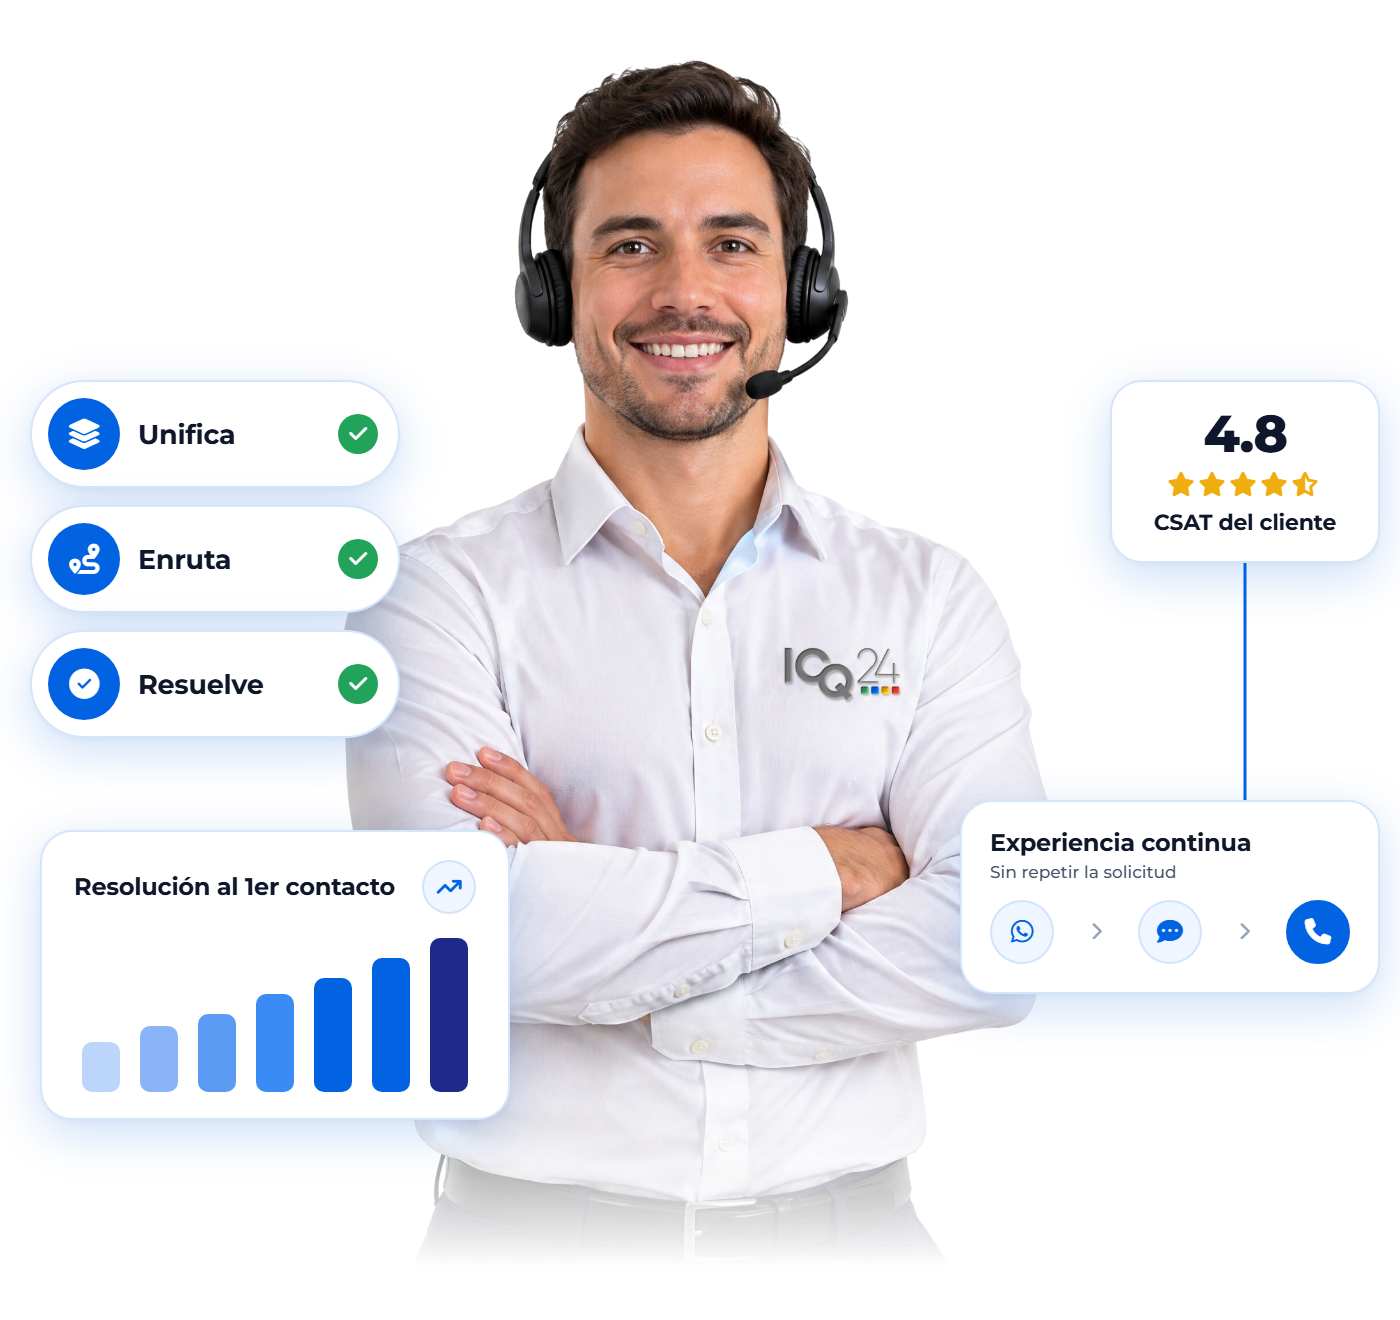 Unifica
Enruta
Resuelve
4.8
CSAT del cliente
ICQ24
Resolución al 1er contacto
Experiencia continua
Sin repetir la solicitud